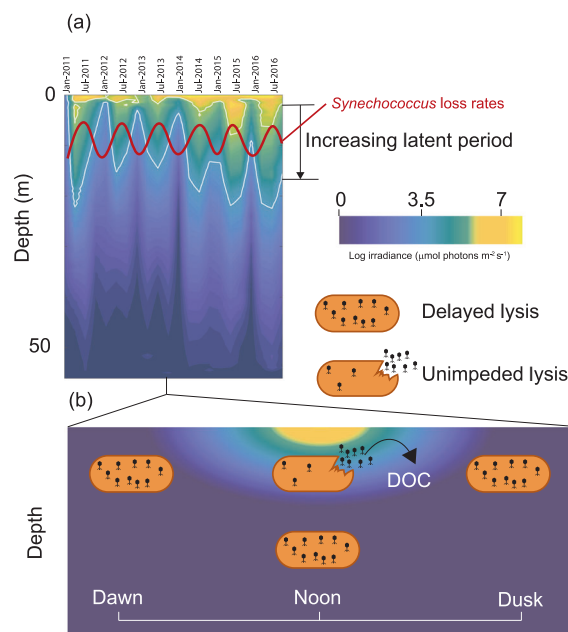 (a)
Jan-2011
Jul-2011
Jan-2012
Jul-2012
Jan-2013
Jul-2013
Jan-2014
Jul-2014
Jan-2015
Jul-2015
Jan-2016
Jul-2016
0
Synechococcus loss rates
Increasing latent period
Depth (m)
0 3.5 7
Log irradiance (μmol photons m⁻² s⁻¹)
Delayed lysis
50
Unimpeded lysis
(b)
DOC
Depth
Dawn Noon Dusk